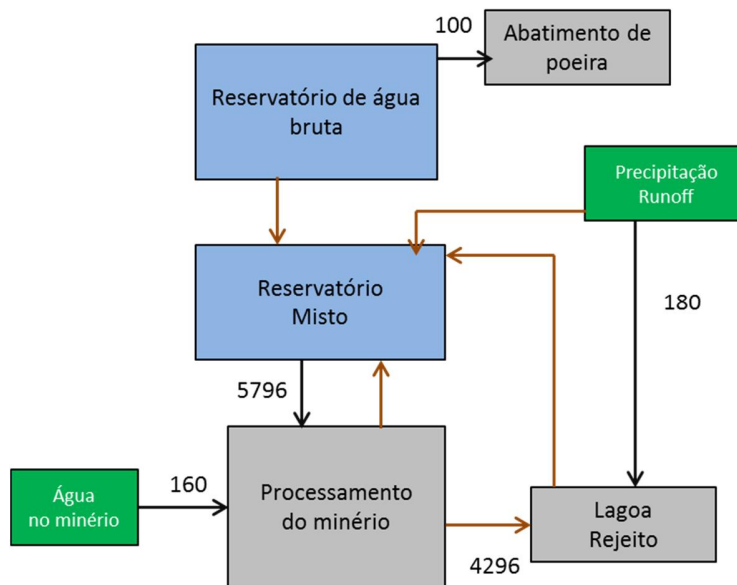 100
Abatimento de
poeira
Reservatório de água
bruta
Precipitação
Runoff
Reservatório
Misto
180
5796
160
Água
no minério
Processamento
do minério
Lagoa
Rejeito
4296